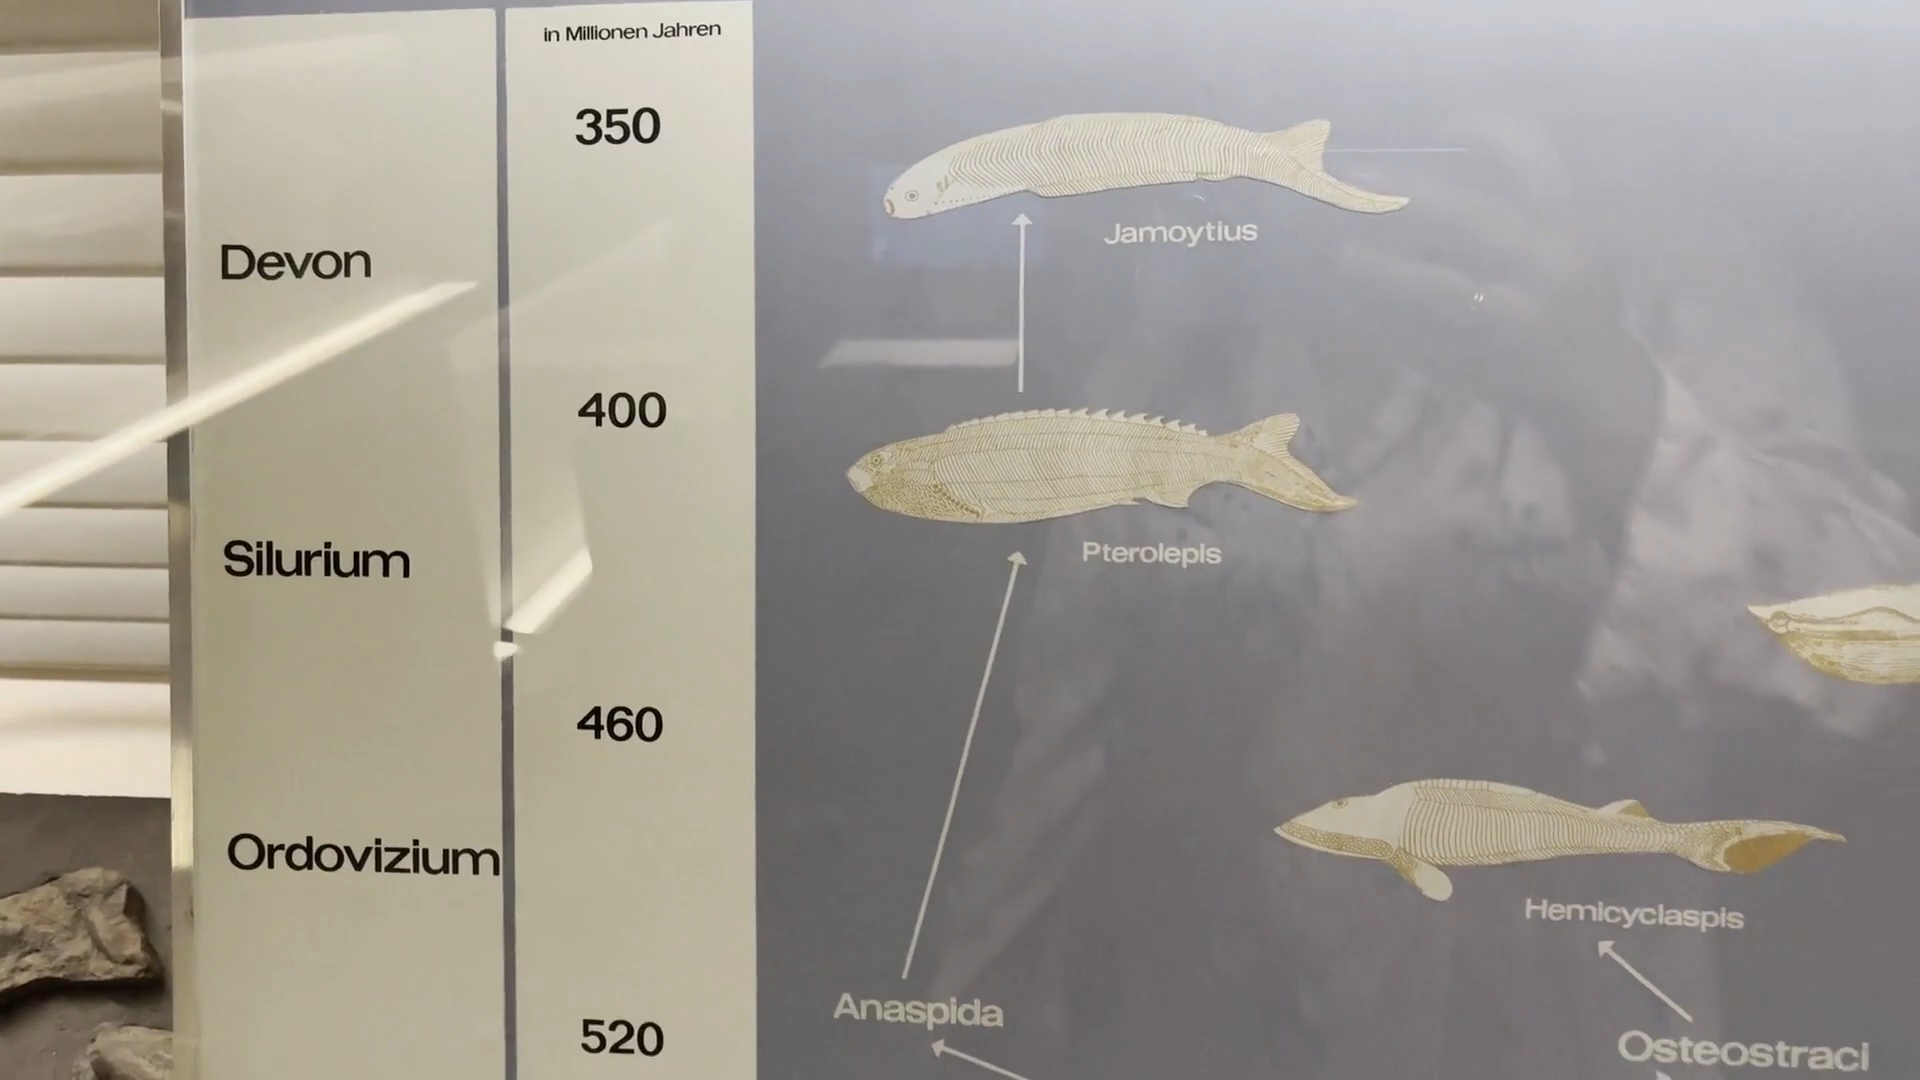 in Millionen Jahren
350
Devon
400
Silurium
460
Ordovizium
520
Jamoytius
Pterolepis
Hemicyclaspis
Anaspida
Osteostraci